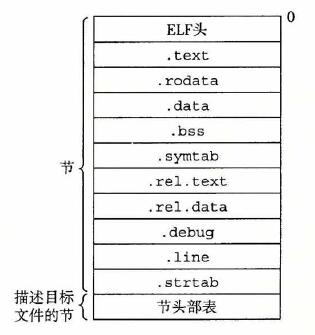 0
ELF头
.text
.rodata
.data
.bss
.symtab
节
.rel.text
.rel.data
.debug
.line
.strtab
描述目标
文件的节
节头部表